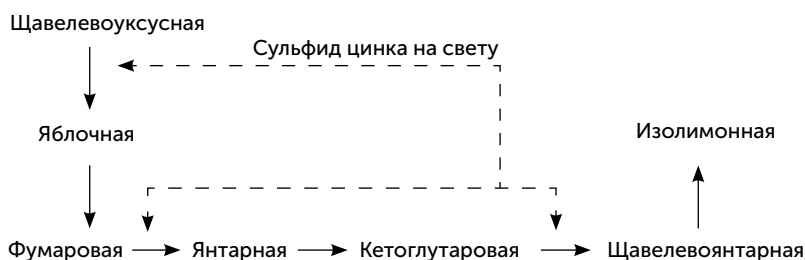 Щавелевоуксусная
Сульфид цинка на свету
Яблочная
Изолимонная
Фумаровая
Янтарная
Кетоглутаровая
Щавелевоянтарная